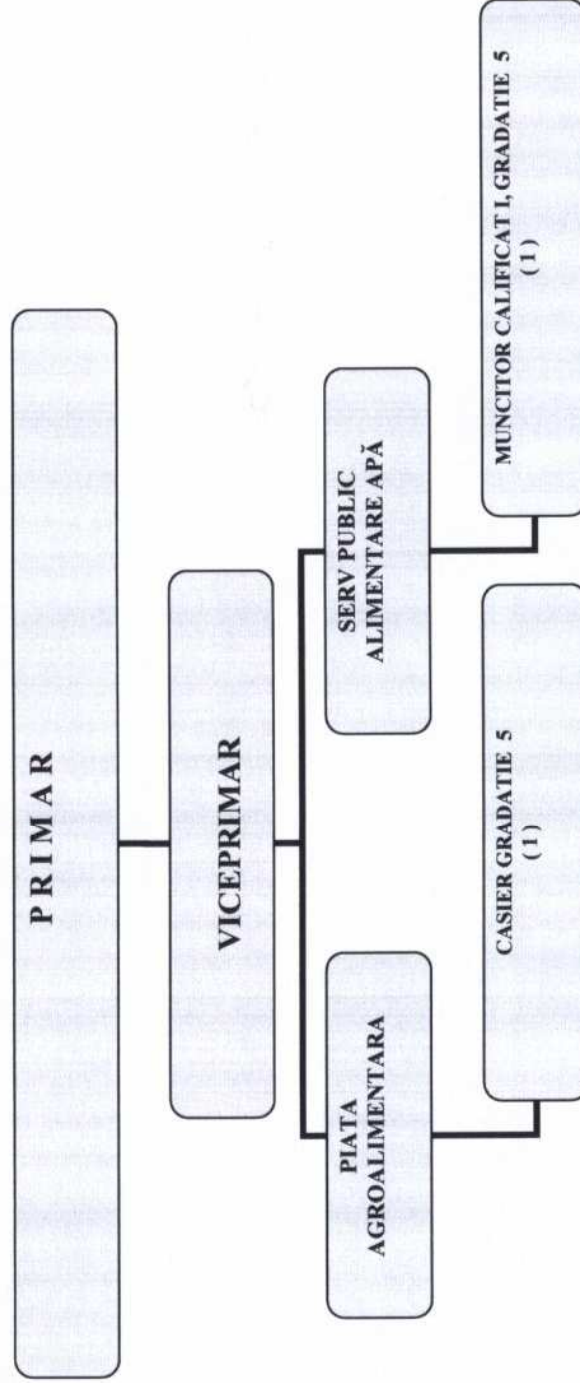 P R I M A R
VICEPRIMAR
PIATA
AGROALIMENTARA
SERV PUBLIC
ALIMENTARE APĂ
CASIER GRADATIE 5
( 1 )
MUNCITOR CALIFICAT I, GRADATIE 5
( 1 )